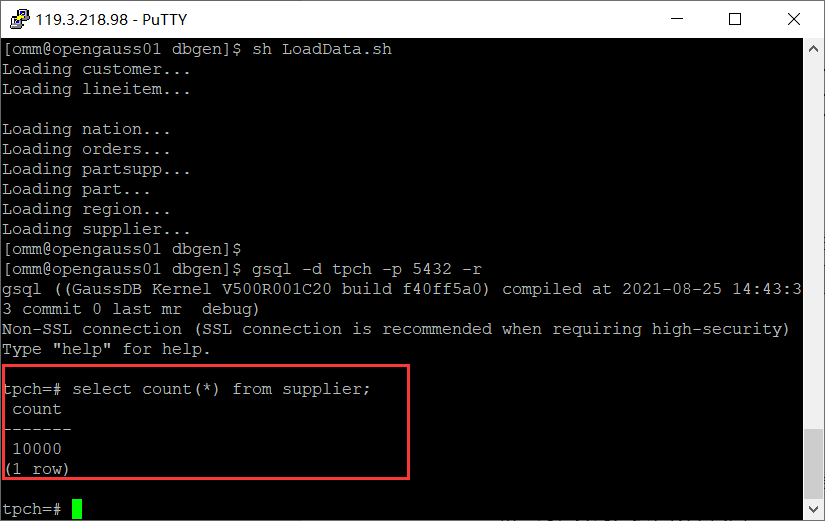 119.3.218.98 - PuTTY
[omm@opengauss01 dbgen]$ sh LoadData.sh
Loading customer...
Loading lineitem...
Loading nation...
Loading orders...
Loading partsupp...
Loading part...
Loading region...
Loading supplier...
[omm@opengauss01 dbgen]$
[omm@opengauss01 dbgen]$ gsql -d tpch -p 5432 -r
gsql ((GaussDB Kernel V500R001C20 build f40ff5a0) compiled at 2021-08-25 14:43:3
3 commit 0 last mr  debug)
Non-SSL connection (SSL connection is recommended when requiring high-security)
Type "help" for help.
tpch=# select count(*) from supplier;
 count
-------
 10000
(1 row)
tpch=#